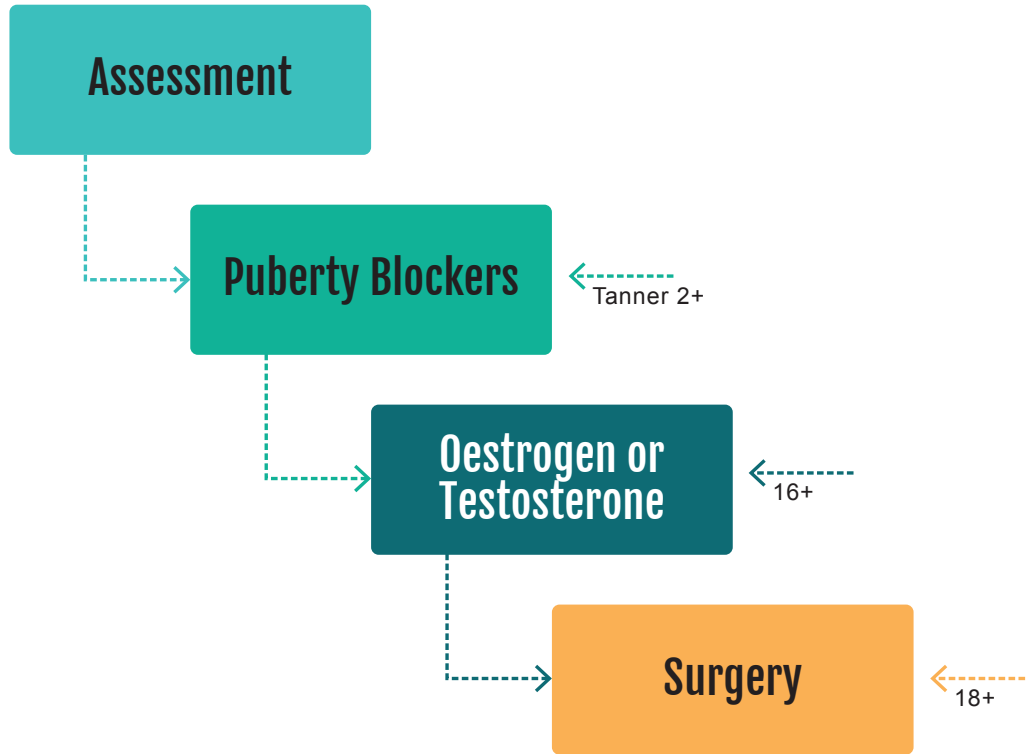 Assessment
Puberty Blockers
Tanner 2+
Oestrogen or
Testosterone
16+
Surgery
18+